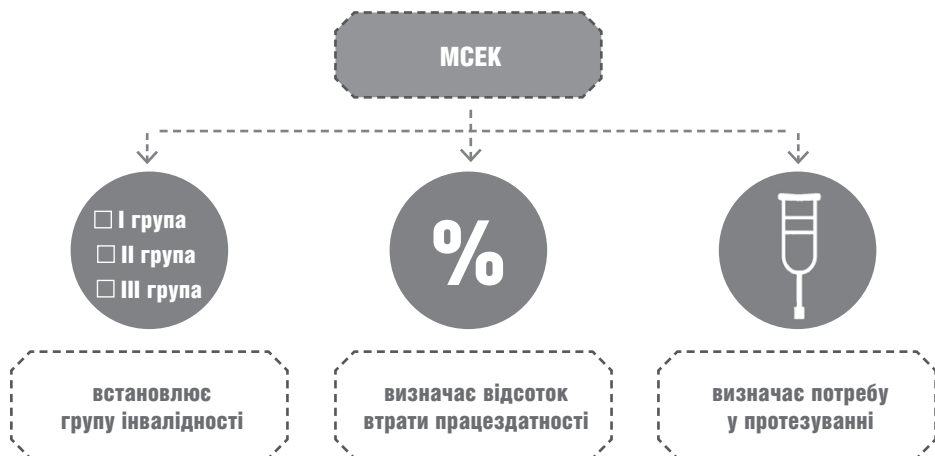 МСЕК
І група
ІІ група
ІІІ група
%
встановлює
групу інвалідності
визначає відсоток
втрати працездатності
визначає потребу
у протезуванні